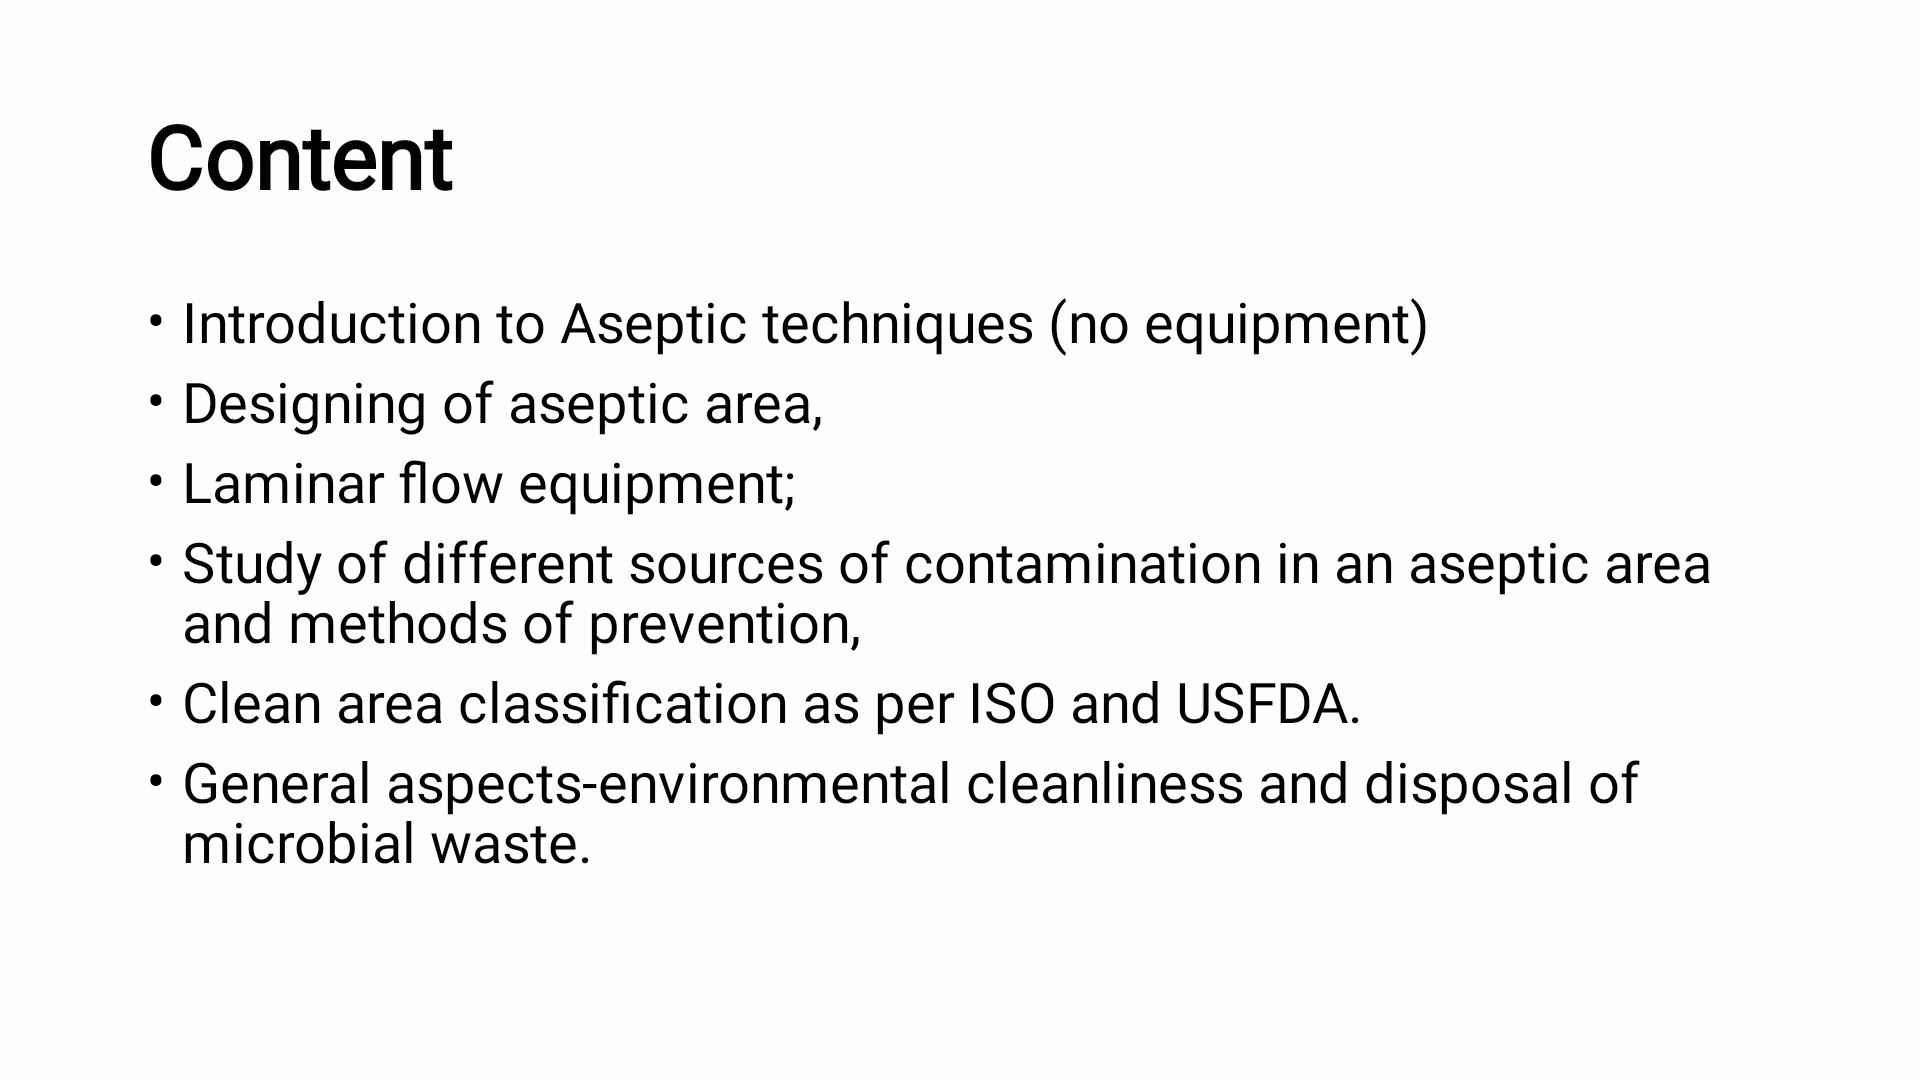 Content
• Introduction to Aseptic techniques (no equipment)
• Designing of aseptic area,
• Laminar flow equipment;
• Study of different sources of contamination in an aseptic area
and methods of prevention,
• Clean area classification as per ISO and USFDA.
• General aspects-environmental cleanliness and disposal of
microbial waste.